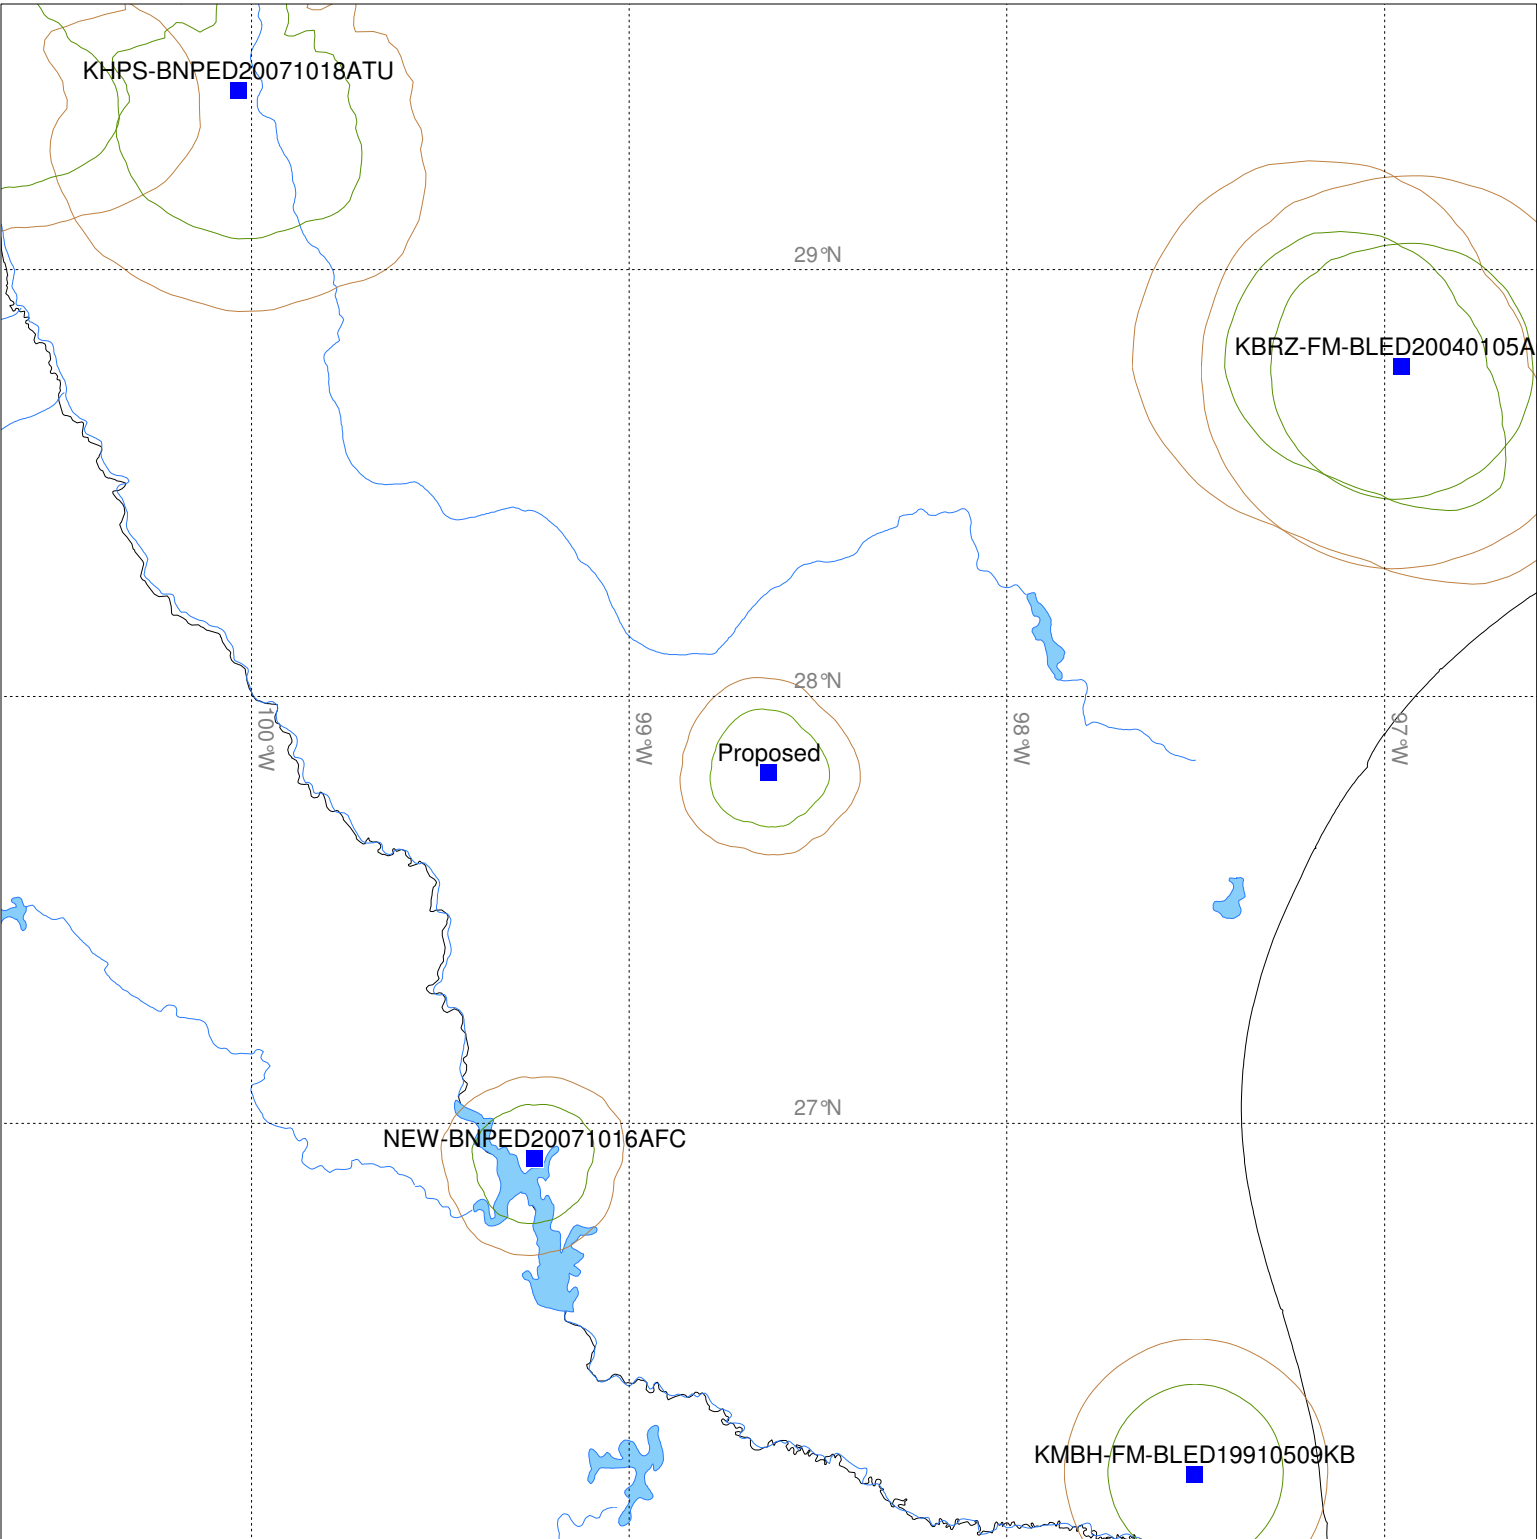 KHPS-BNPED20071018ATU
29°N
KBRZ-FM-BLED20040105A
28°N
100°W
99°W
98°W
97°W
Proposed
27°N
NEW-BNPED20071016AFC
KMBH-FM-BLED19910509KB